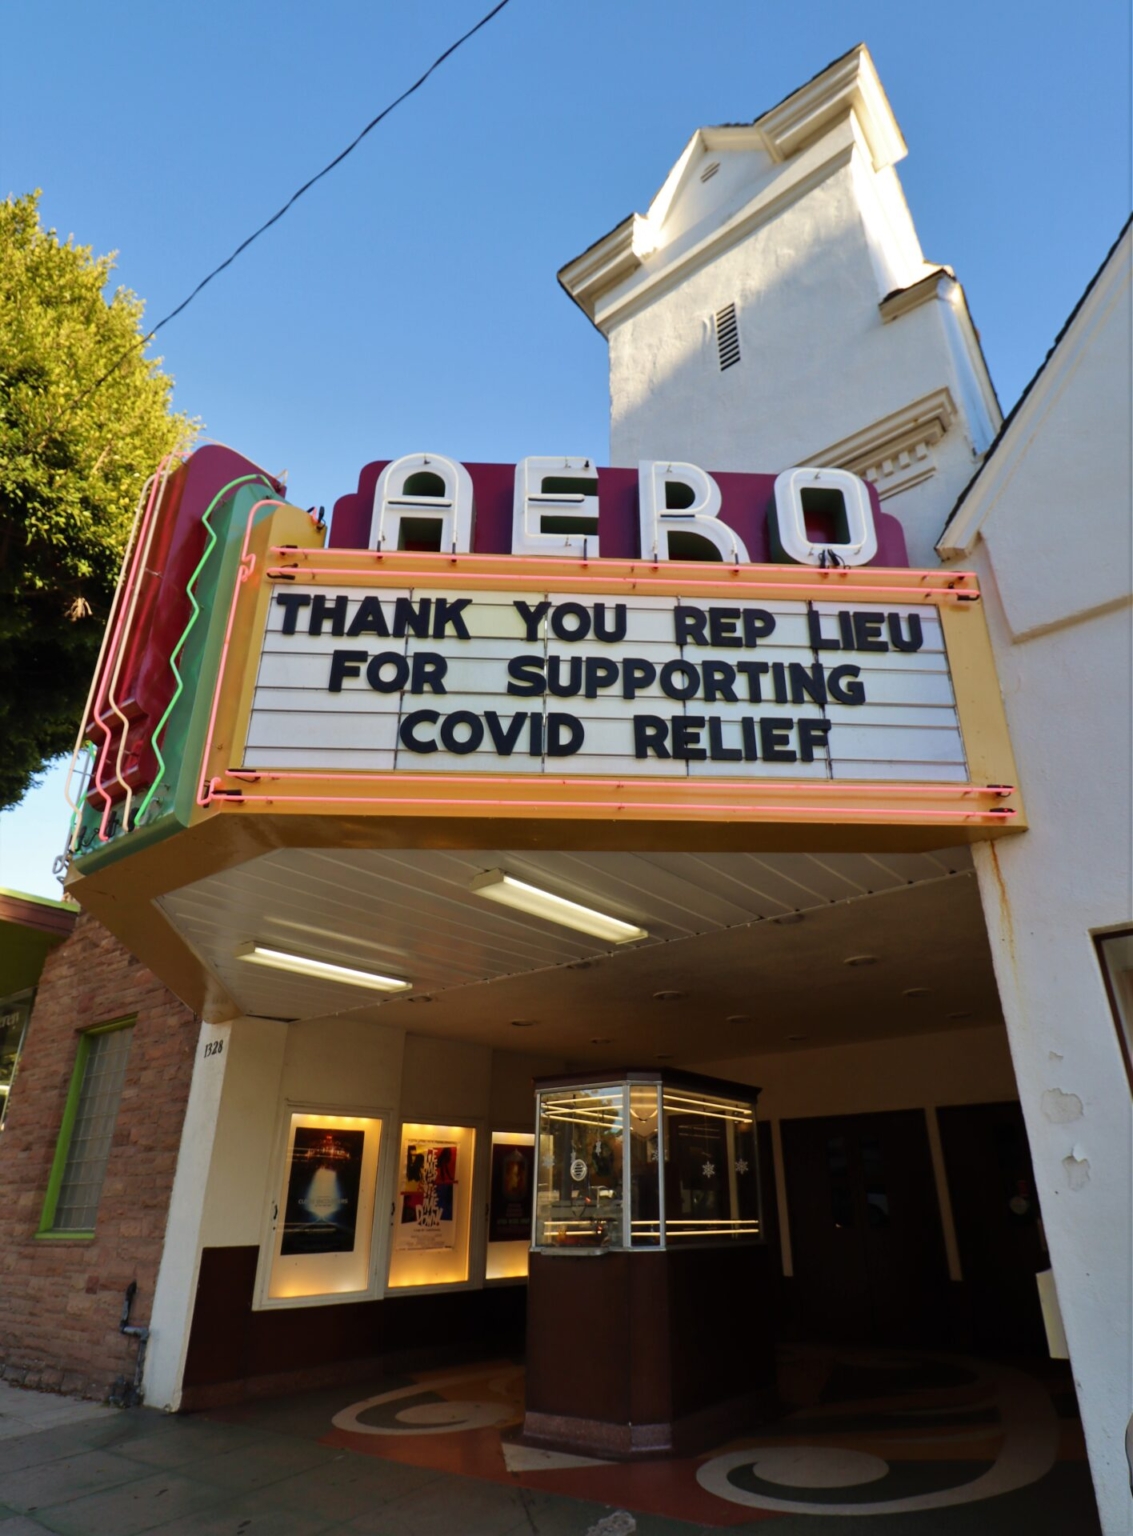 AERO
THANK YOU REP LIEU
FOR SUPPORTING
COVID RELIEF
1328